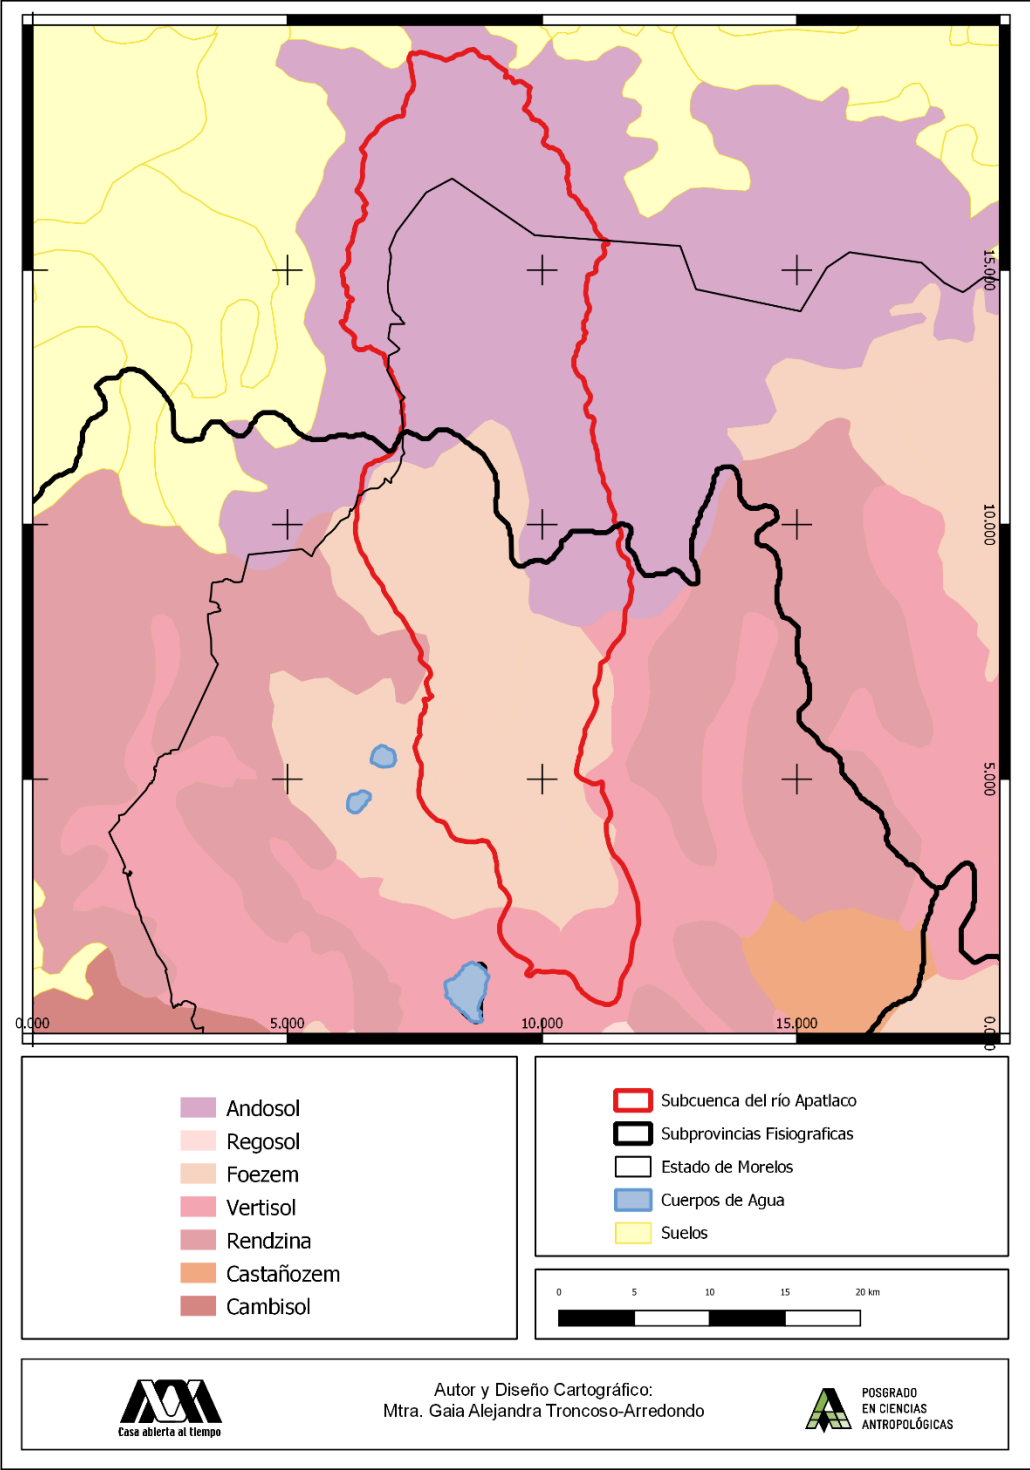 15.000
10.000
5.000
0.000
0.000 5.000 10.000 15.000
Andosol
Regosol
Foezem
Vertisol
Rendzina
Castañozem
Cambisol
Subcuenca del río Apatlaco
Subprovincias Fisiograficas
Estado de Morelos
Cuerpos de Agua
Suelos
0 5 10 15 20 km
Casa abierta al tiempo
Autor y Diseño Cartográfico:
Mtra. Gaia Alejandra Troncoso-Arredondo
POSGRADO
EN CIENCIAS
ANTROPOLÓGICAS